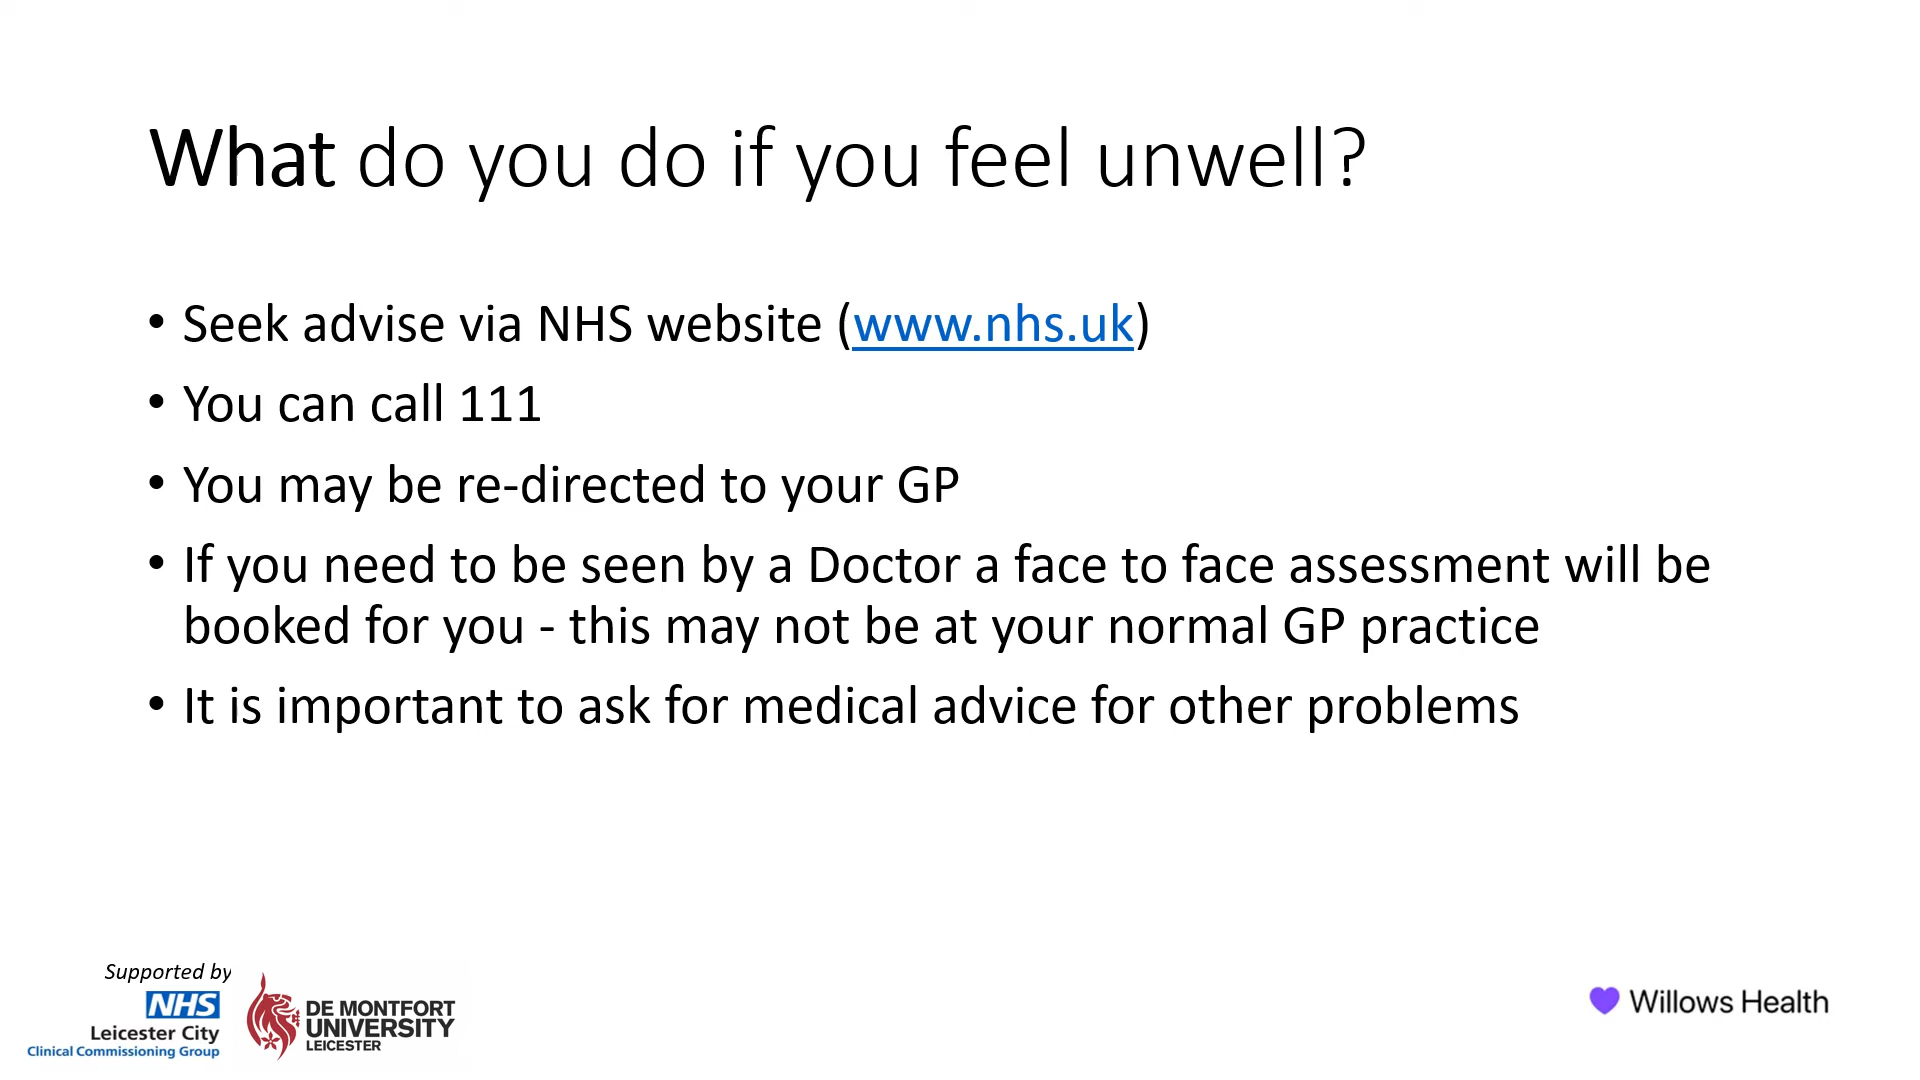 What do you do if you feel unwell?
• Seek advise via NHS website (www.nhs.uk)
• You can call 111
• You may be re-directed to your GP
• If you need to be seen by a Doctor a face to face assessment will be
booked for you - this may not be at your normal GP practice
• It is important to ask for medical advice for other problems
Supported by
NHS
Leicester City
Clinical Commissioning Group
DE MONTFORT
UNIVERSITY
LEICESTER
Willows Health